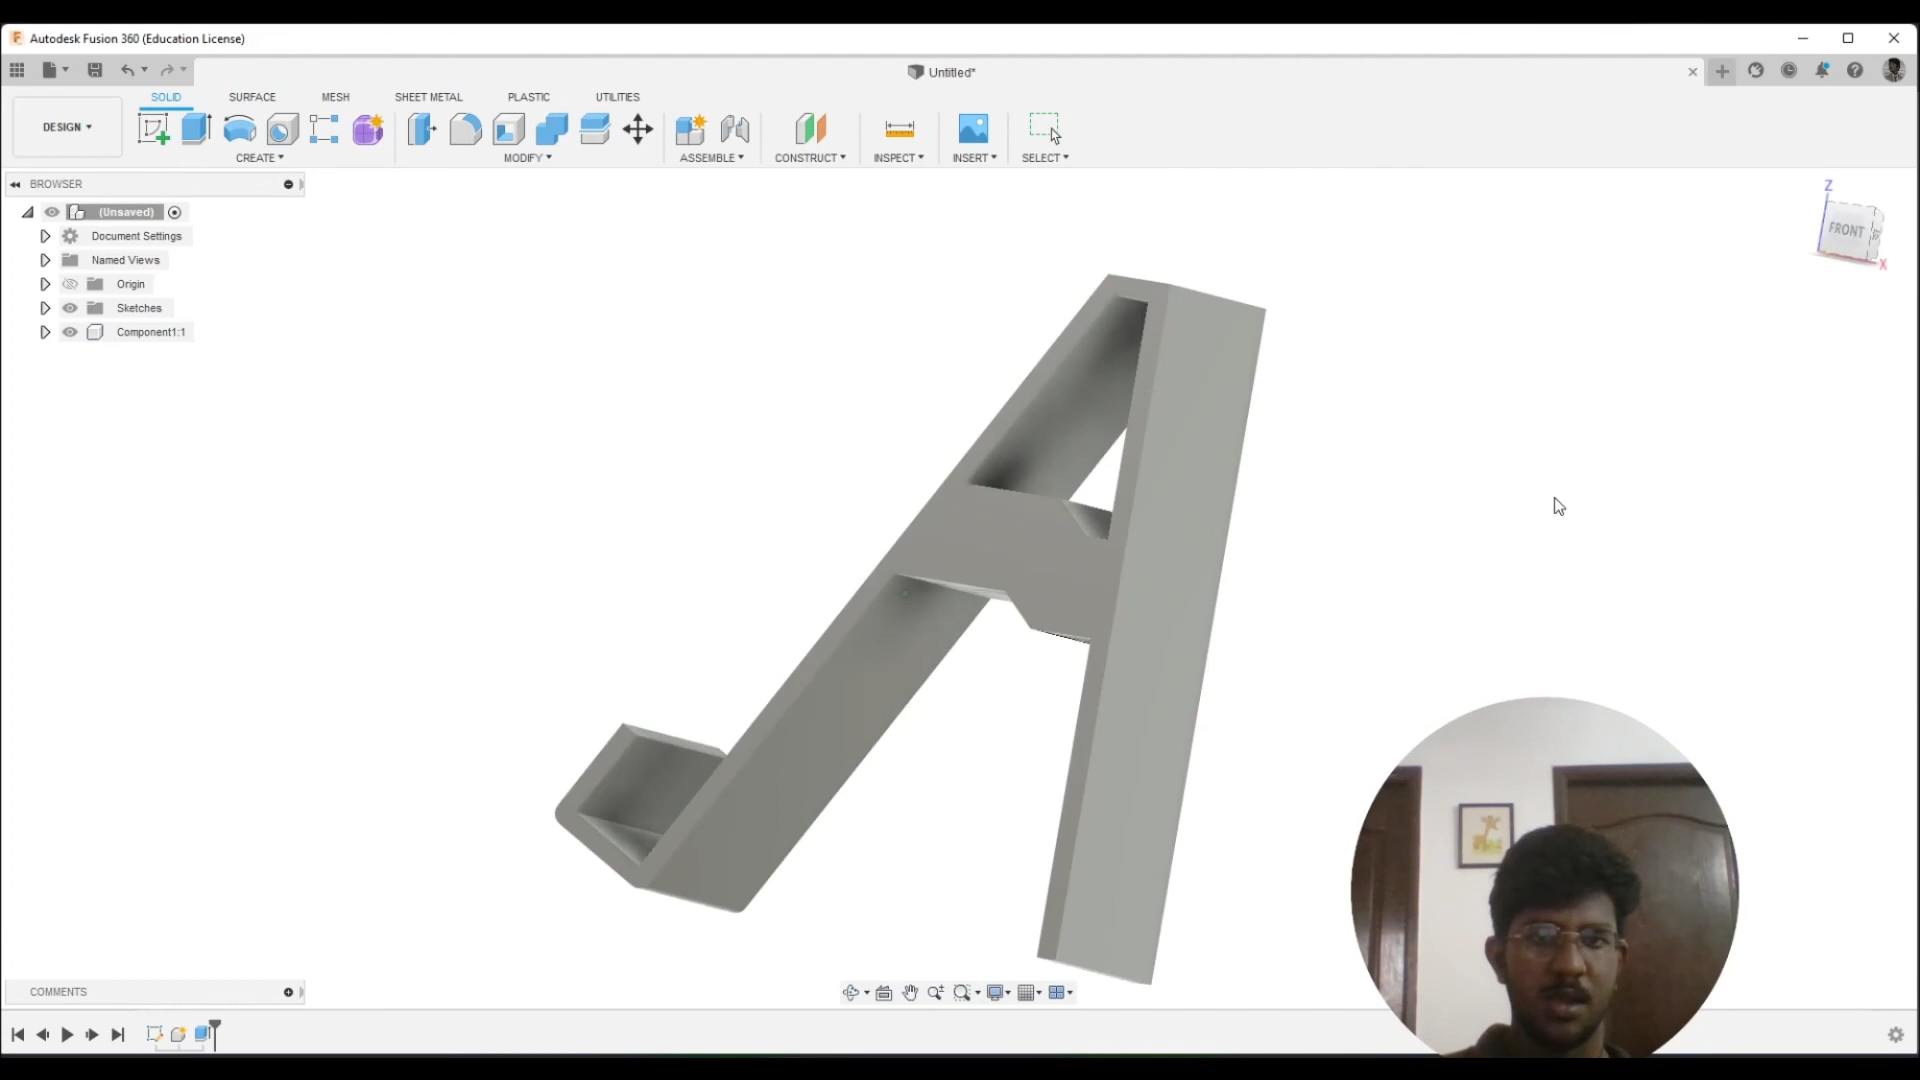 Autodesk Fusion 360 (Education License)
Untitled*
SOLID SURFACE MESH SHEET METAL PLASTIC UTILITIES
DESIGN
CREATE MODIFY ASSEMBLE CONSTRUCT INSPECT INSERT SELECT
BROWSER
(Unsaved)
Document Settings
Named Views
Origin
Sketches
Component1:1
Z
FRONT
X
COMMENTS